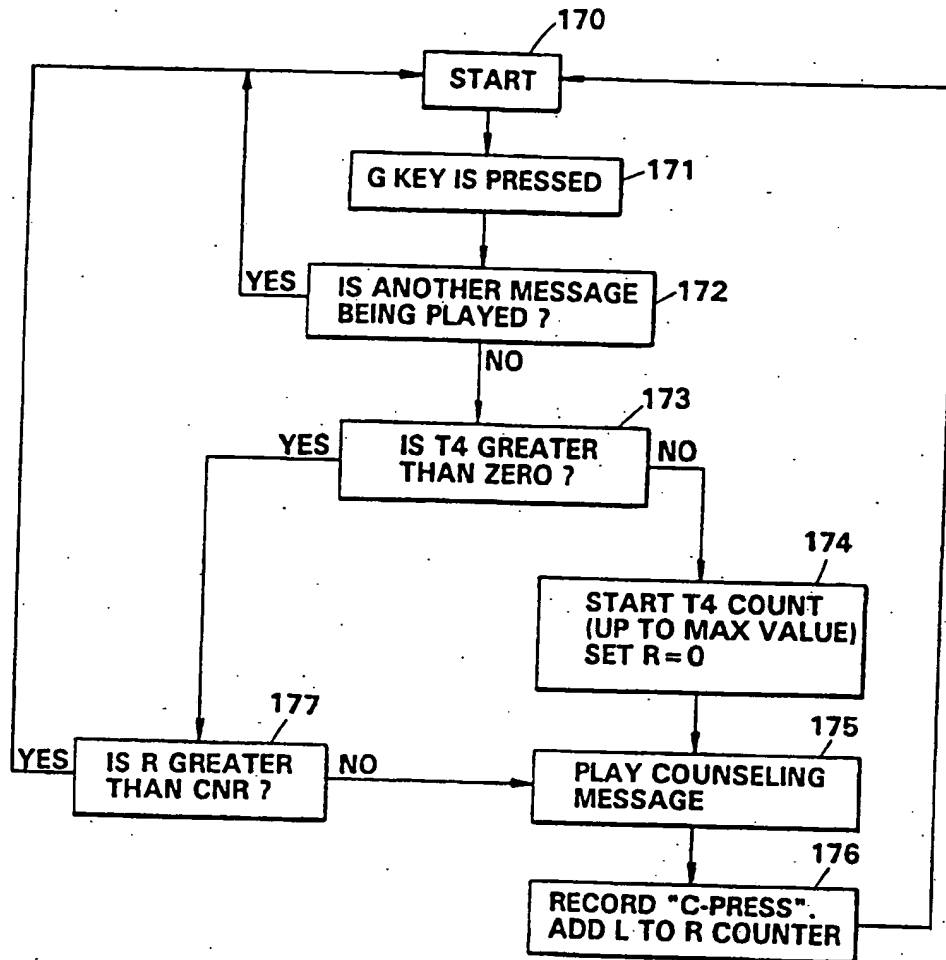 170
START
G KEY IS PRESSED
171
YES
IS ANOTHER MESSAGE
BEING PLAYED ?
172
NO
173
YES
IS T4 GREATER
THAN ZERO ?
NO
174
START T4 COUNT
(UP TO MAX VALUE)
SET R=0
177
175
YES
IS R GREATER
THAN CNR ?
NO
PLAY COUNSELING
MESSAGE
176
RECORD "C-PRESS".
ADD L TO R COUNTER